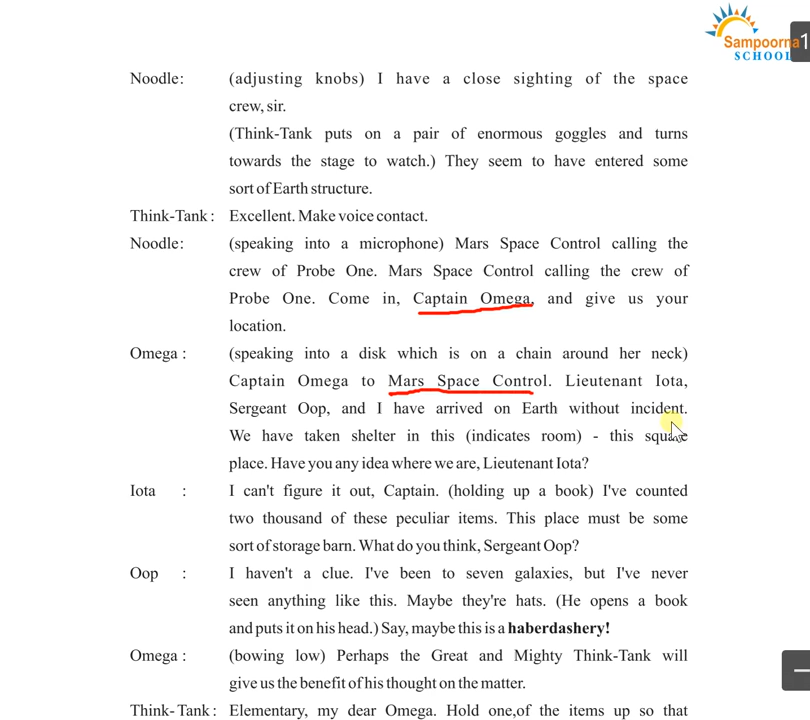 Sampoorna
SCHOOL
1
Noodle: (adjusting knobs) I have a close sighting of the space
crew, sir.
(Think-Tank puts on a pair of enormous goggles and turns
towards the stage to watch.) They seem to have entered some
sort of Earth structure.
Think-Tank : Excellent. Make voice contact.
Noodle: (speaking into a microphone) Mars Space Control calling the
crew of Probe One. Mars Space Control calling the crew of
Probe One. Come in, Captain Omega, and give us your
location.
Omega : (speaking into a disk which is on a chain around her neck)
Captain Omega to Mars Space Control. Lieutenant Iota,
Sergeant Oop, and I have arrived on Earth without incident.
We have taken shelter in this (indicates room) - this square
place. Have you any idea where we are, Lieutenant Iota?
Iota : I can't figure it out, Captain. (holding up a book) I've counted
two thousand of these peculiar items. This place must be some
sort of storage barn. What do you think, Sergeant Oop?
Oop : I haven't a clue. I've been to seven galaxies, but I've never
seen anything like this. Maybe they're hats. (He opens a book
and puts it on his head.) Say, maybe this is a haberdashery!
Omega : (bowing low) Perhaps the Great and Mighty Think-Tank will
give us the benefit of his thought on the matter.
Think- Tank : Elementary, my dear Omega. Hold one,of the items up so that